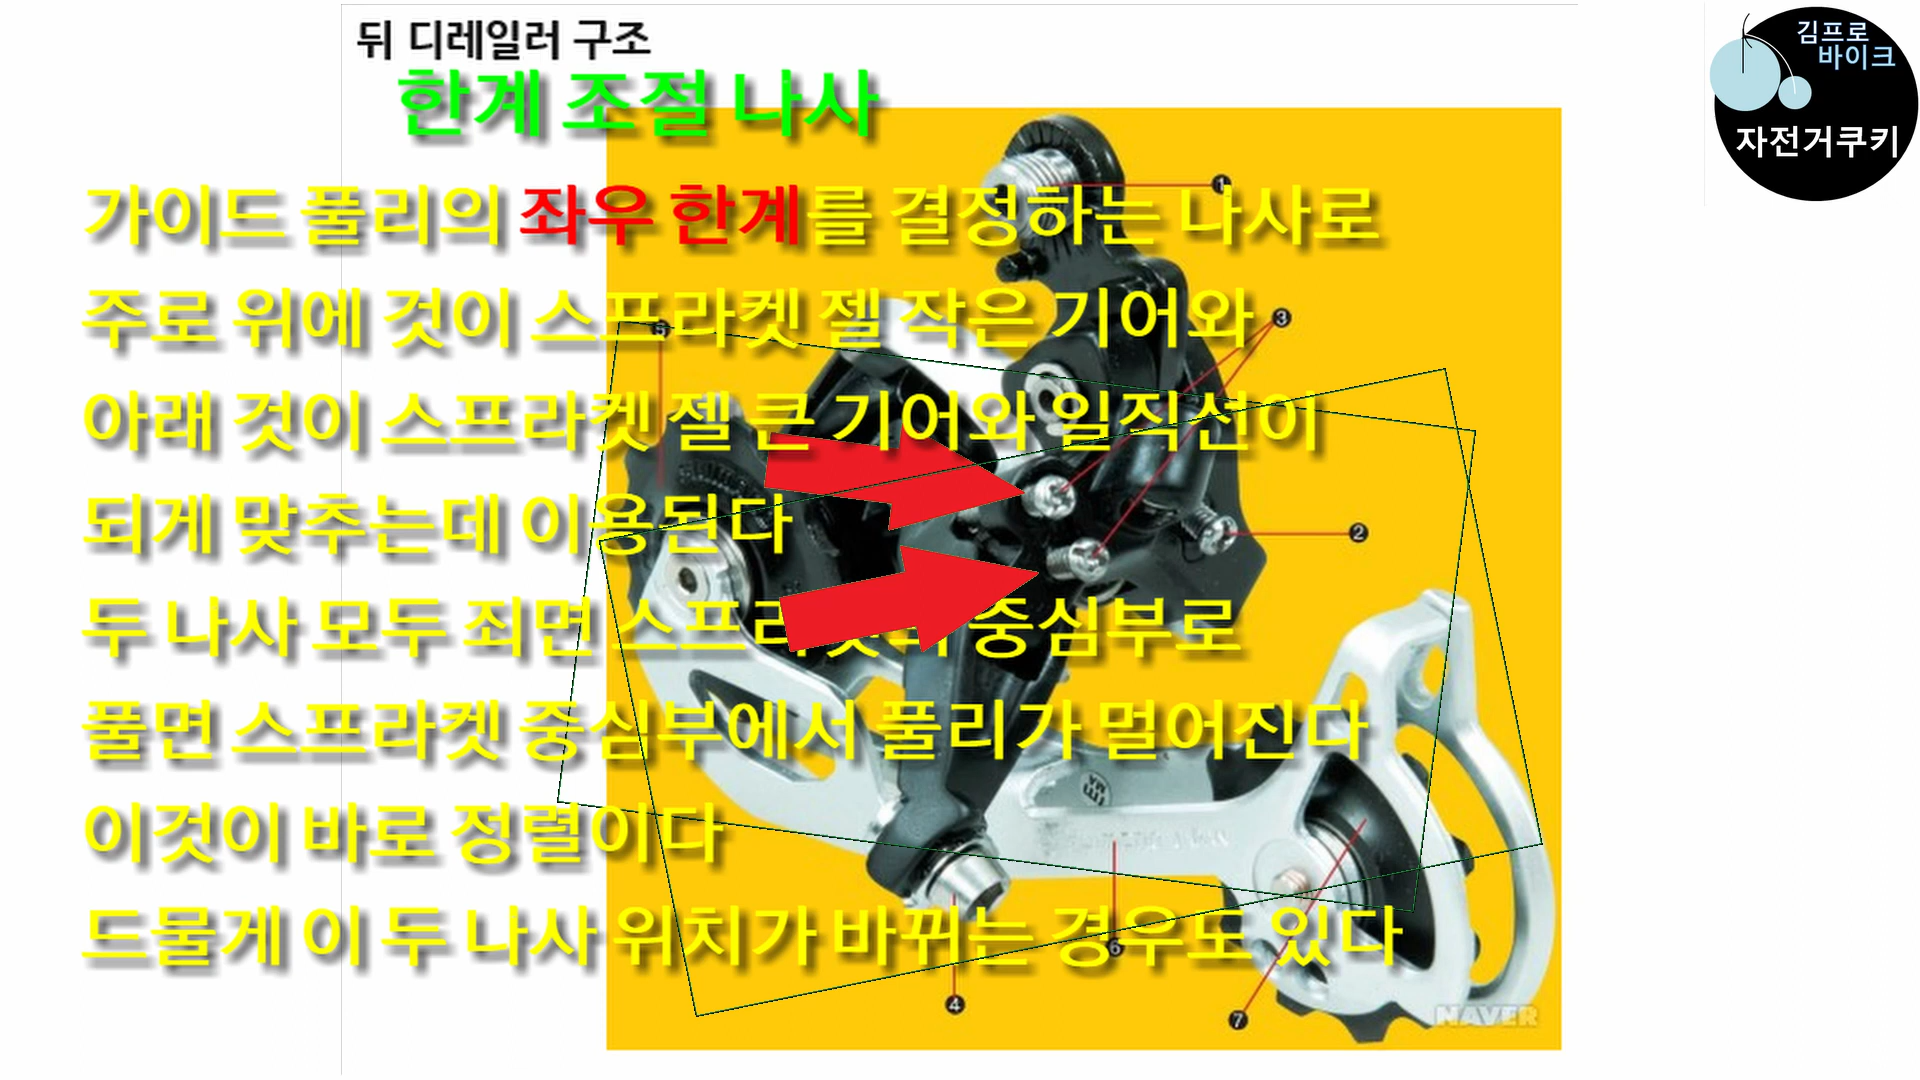 뒤 디레일러 구조
한계 조절 나사
김프로
바이크
자전거쿠키
가이드 풀리의 좌우 한계를 결정하는 나사로
주로 위에 것이 스프라켓 젤 작은 기어와
아래 것이 스프라켓 젤 큰 기어와 일직선이
되게 맞추는데 이용된다
두 나사 모두 죄면 중심부로
풀면 스프라켓 중심부에서 풀리가 멀어진다
이것이 바로 정렬이다
드물게 이 두 나사 위치가 바뀌는 경우도 있다
1
3
5
2
6
4
7
NAVER